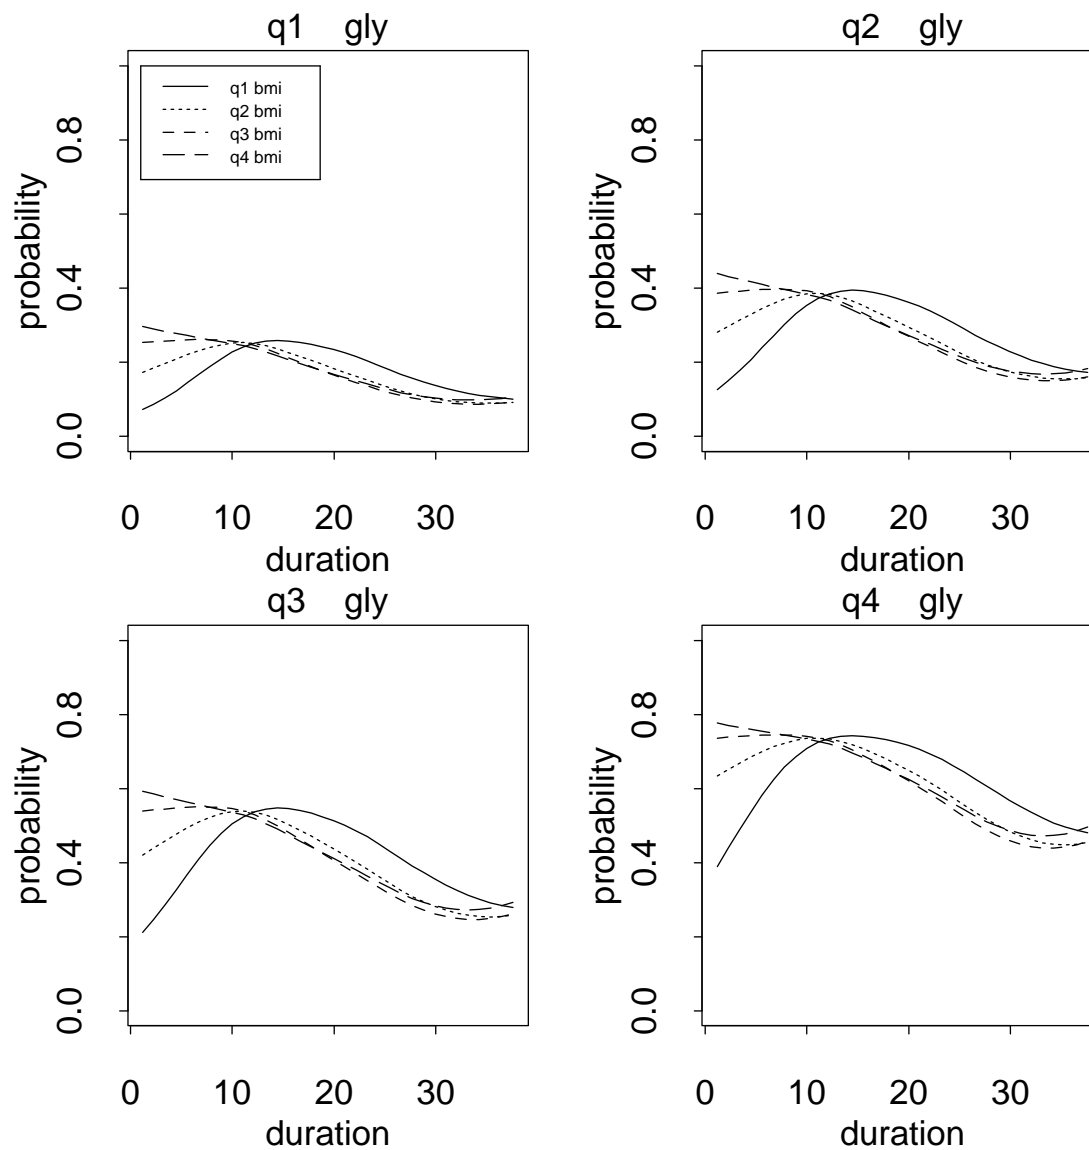 q1 gly
q1 bmi
q2 bmi
q3 bmi
q4 bmi
probability
0.0 0.4 0.8
0 10 20 30
duration
q2 gly
probability
0.0 0.4 0.8
0 10 20 30
duration
q3 gly
probability
0.0 0.4 0.8
0 10 20 30
duration
q4 gly
probability
0.0 0.4 0.8
0 10 20 30
duration